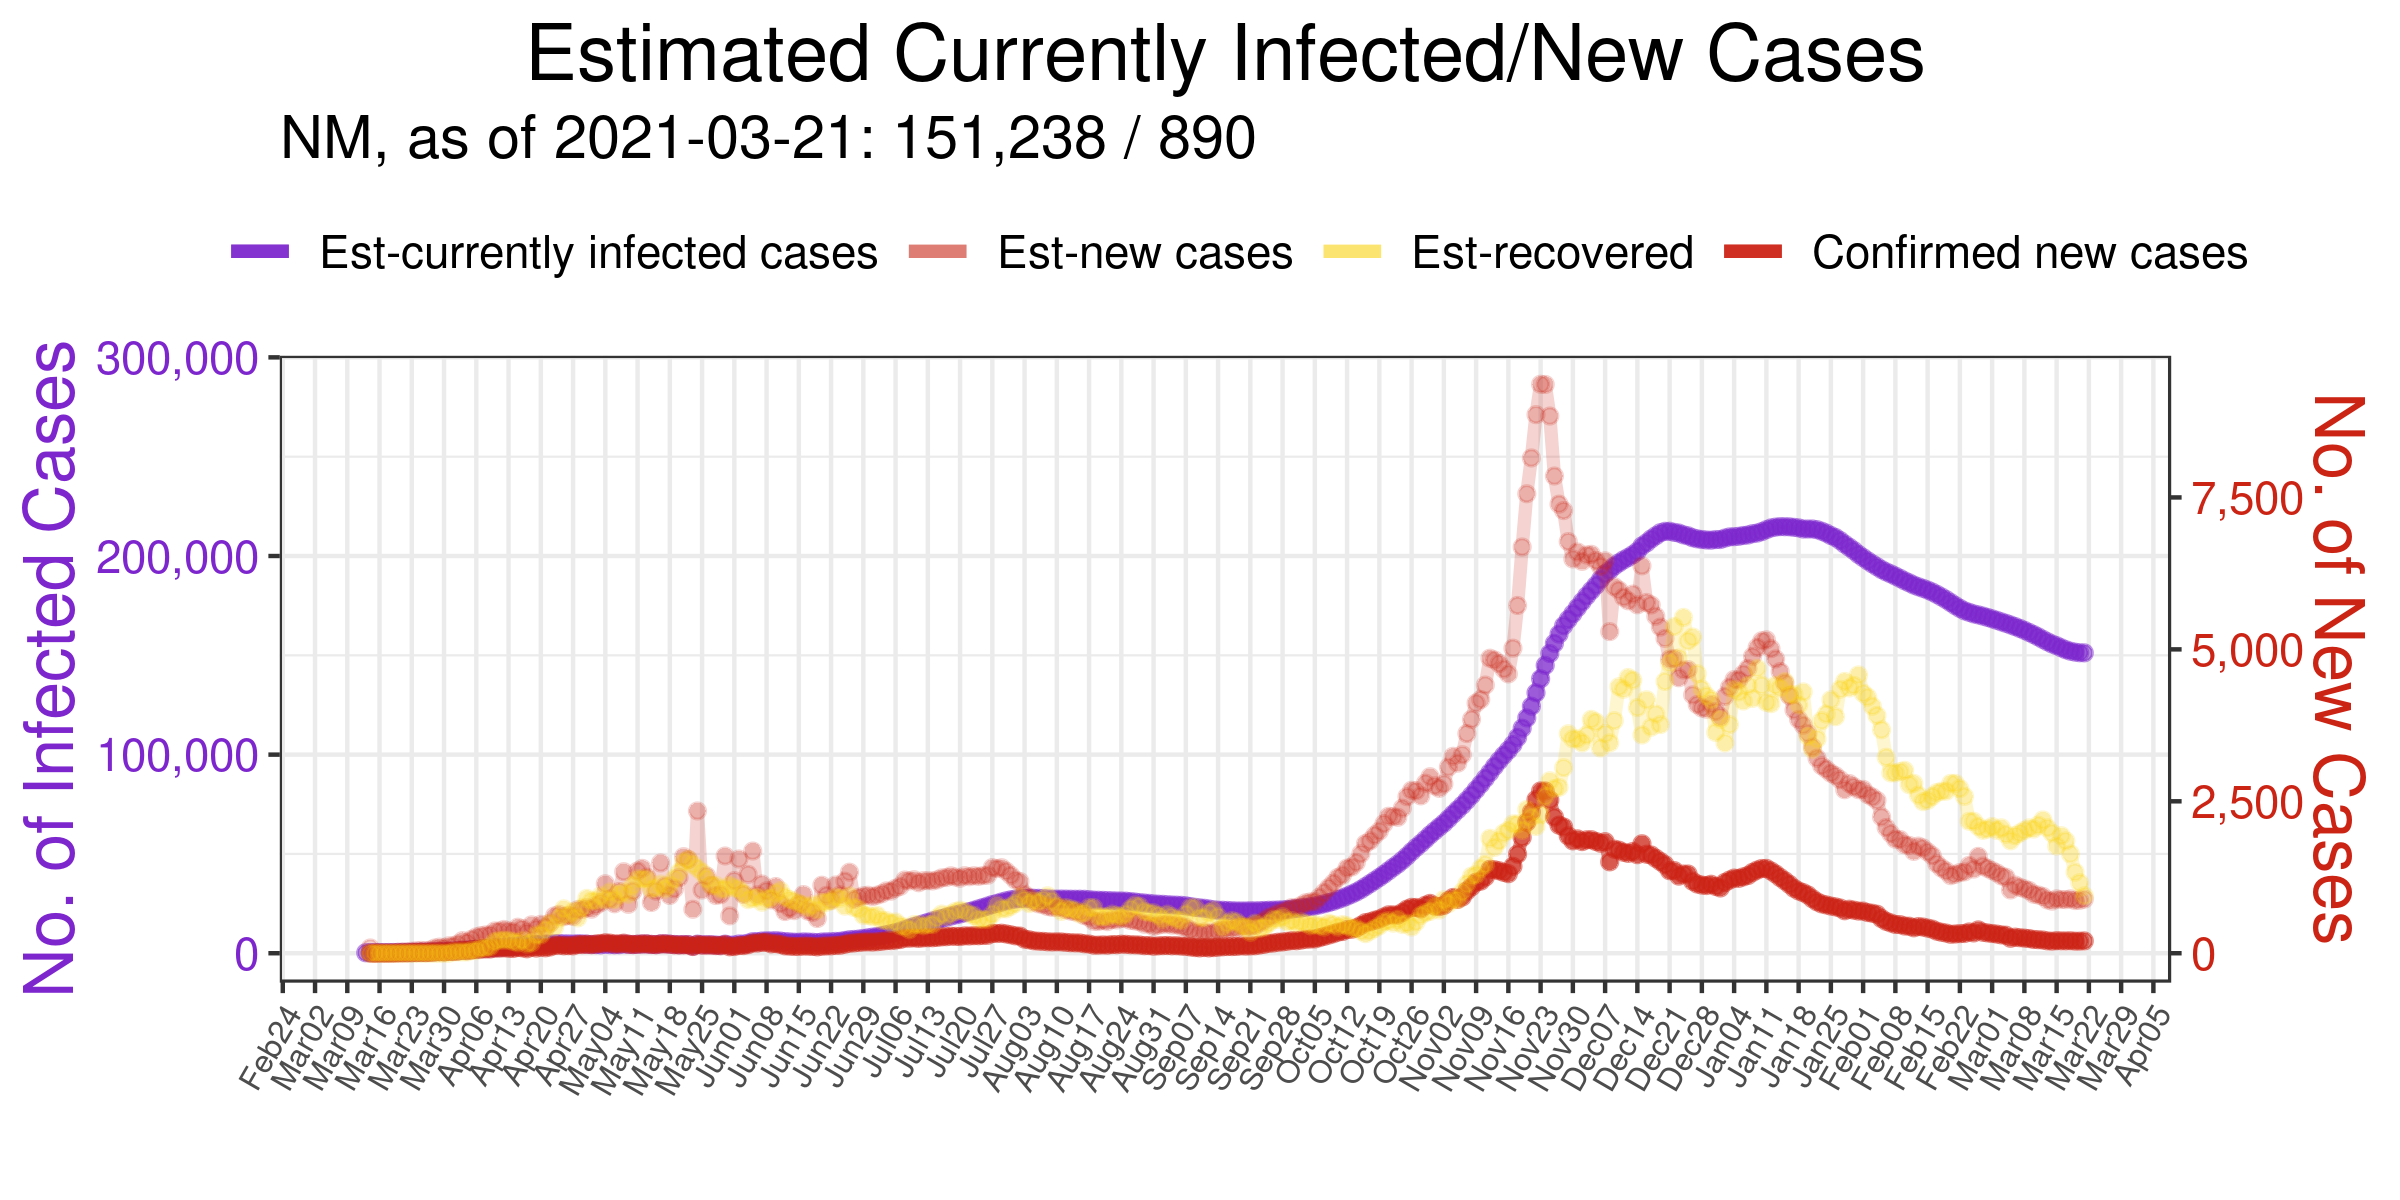 Estimated Currently Infected/New Cases
NM, as of 2021-03-21: 151,238 / 890
Est-currently infected cases Est-new cases Est-recovered Confirmed new cases
No. of Infected Cases
300,000
200,000
100,000
0
No. of New Cases
7,500
5,000
2,500
0
Feb24 Mar02 Mar09 Mar16 Mar23 Mar30 Apr06 Apr13 Apr20 Apr27 May04 May11 May18 May25 Jun01 Jun08 Jun15 Jun22 Jun29 Jul06 Jul13 Jul20 Jul27 Aug03 Aug10 Aug17 Aug24 Aug31 Sep07 Sep14 Sep21 Sep28 Oct05 Oct12 Oct19 Oct26 Nov02 Nov09 Nov16 Nov23 Nov30 Dec07 Dec14 Dec21 Dec28 Jan04 Jan11 Jan18 Jan25 Feb01 Feb08 Feb15 Feb22 Mar01 Mar08 Mar15 Mar22 Mar29 Apr05